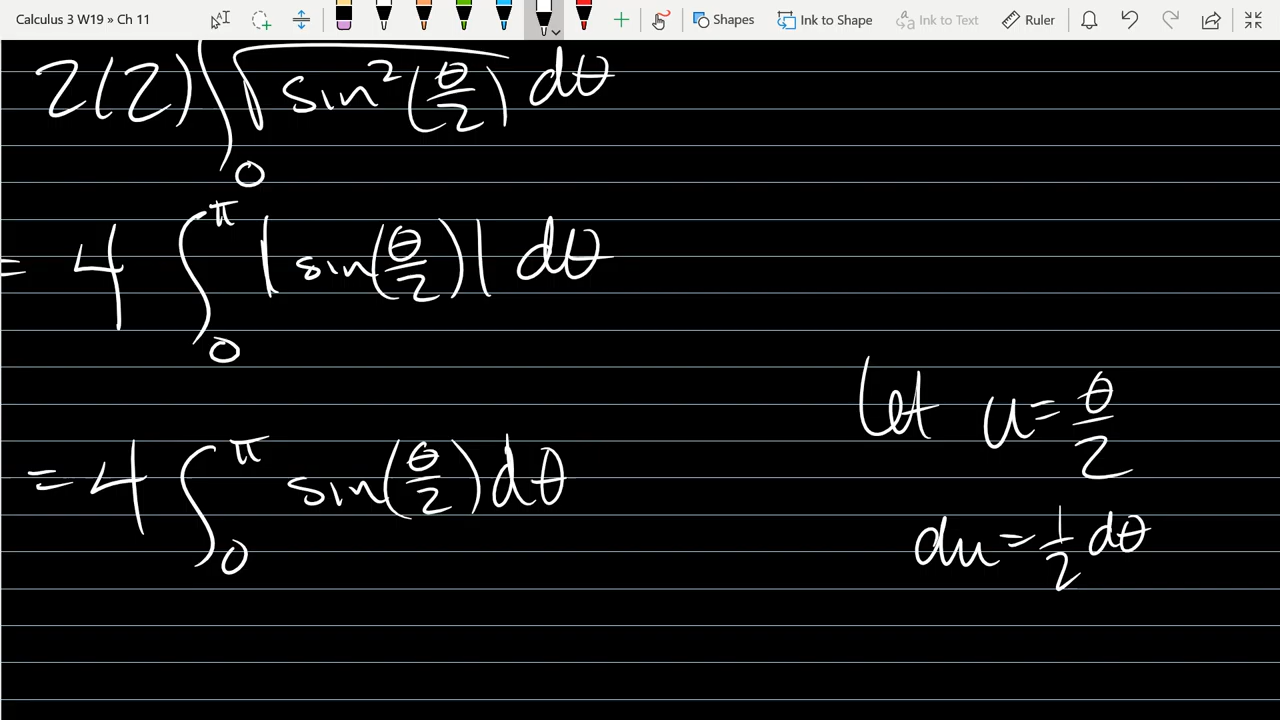 Calculus 3 W19 » Ch 11
Shapes
Ink to Shape
Ink to Text
Ruler
2(2) ∫₀ √sin²(θ/2) dθ
= 4 ∫₀^π |sin(θ/2)| dθ
let u = θ/2
= 4 ∫₀^π sin(θ/2) dθ
du = 1/2 dθ